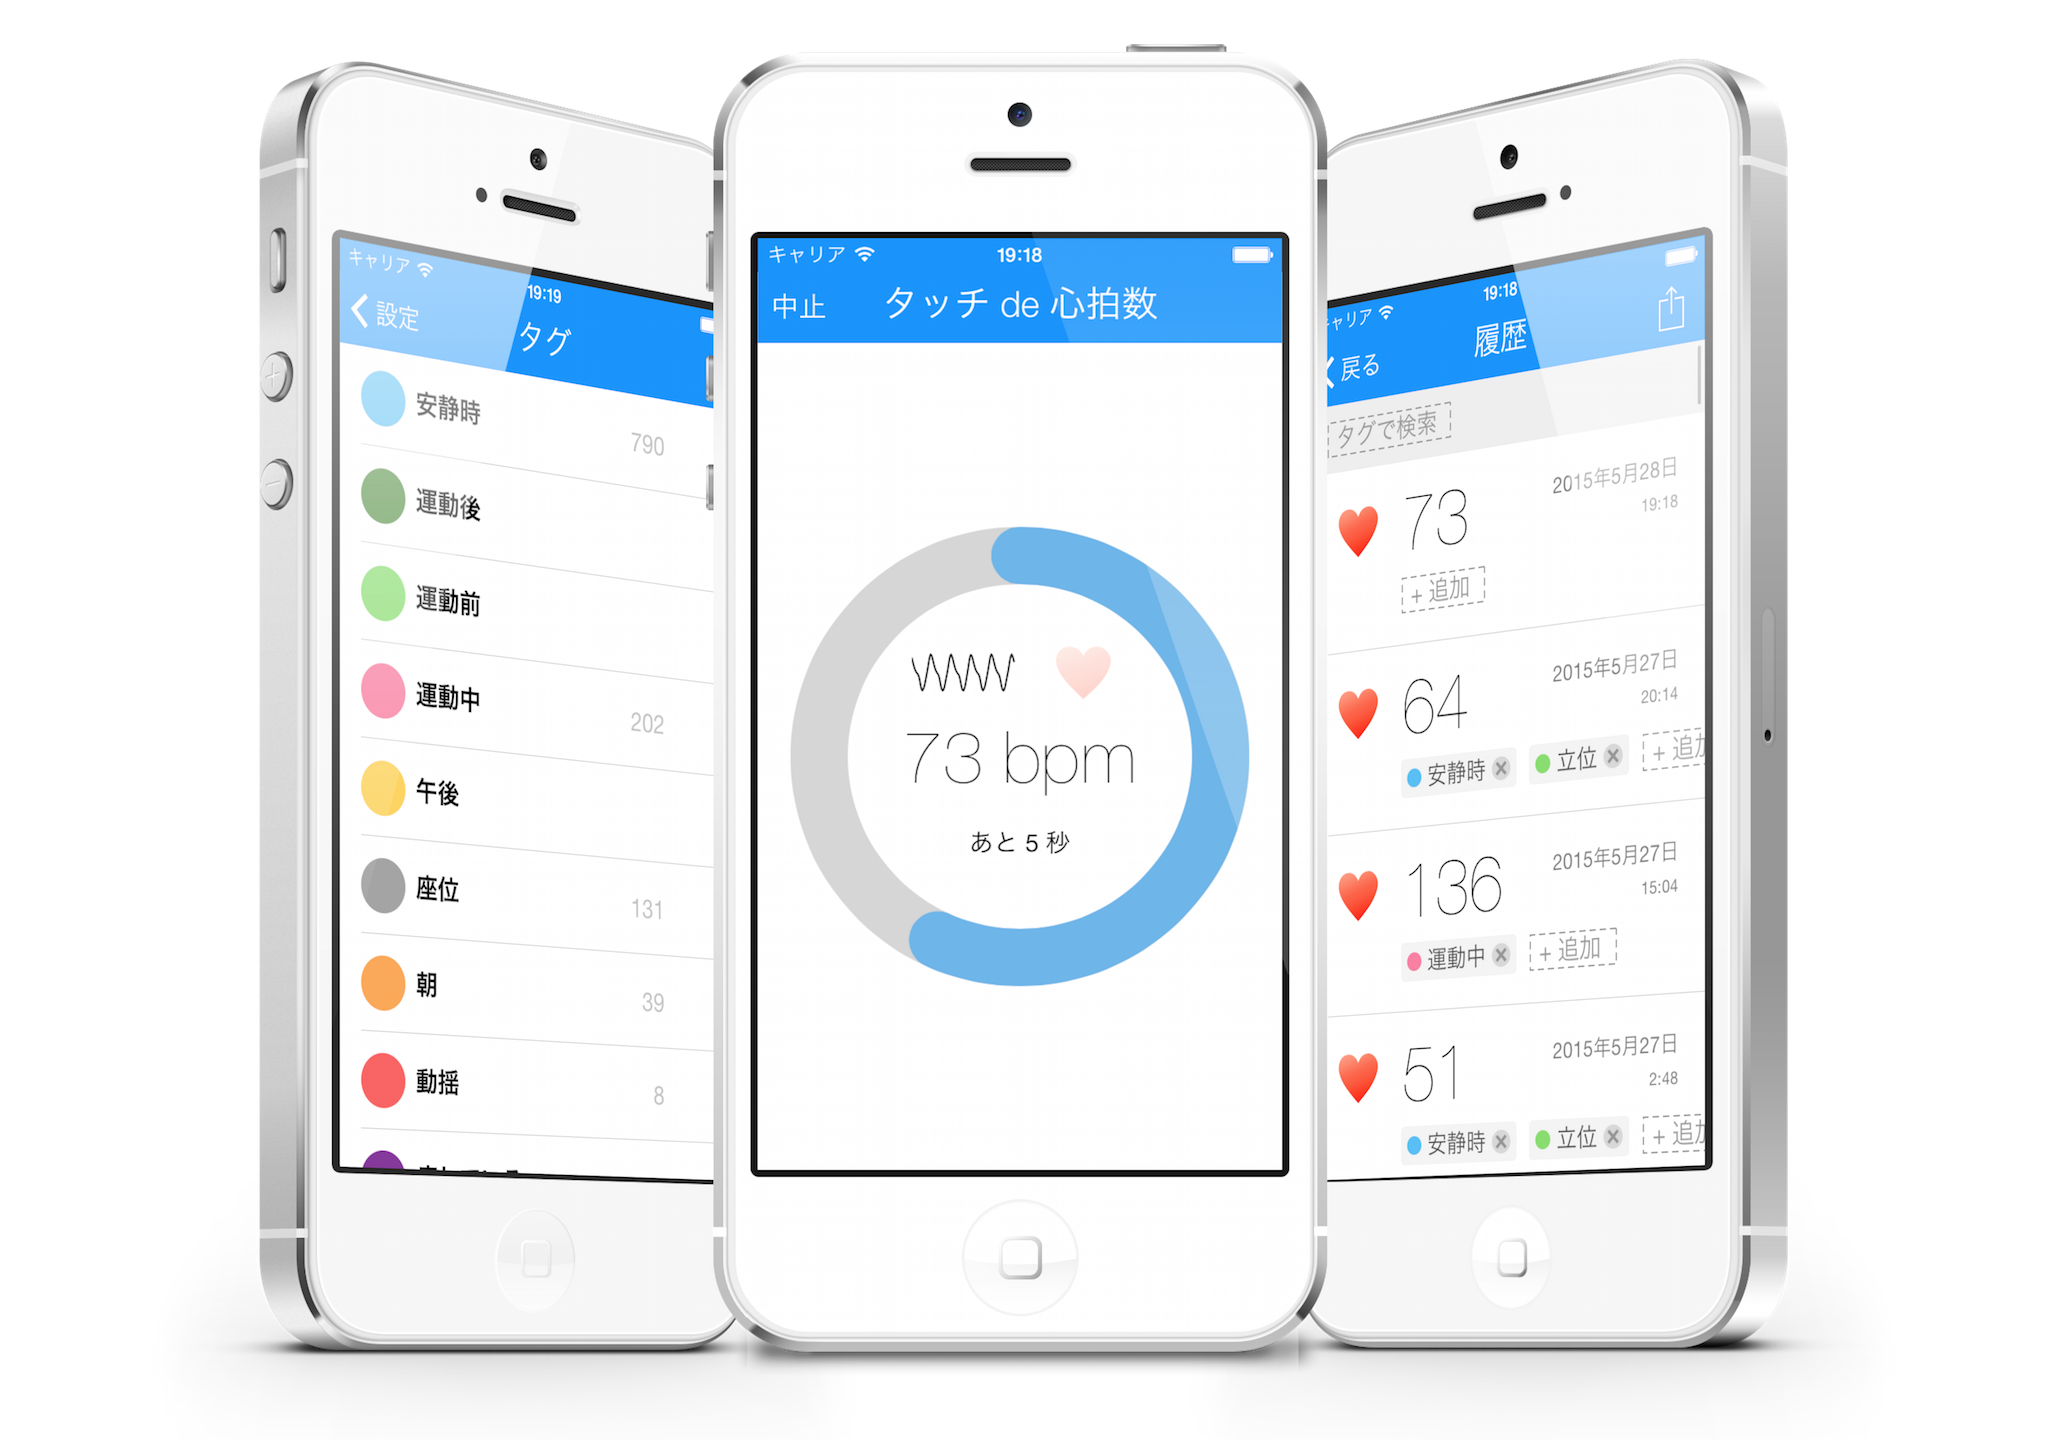 キャリア
19:19
設定
タグ
安静時
790
運動後
運動前
運動中
202
午後
座位
131
朝
39
動揺
8
キャリア
19:18
中止
タッチ de 心拍数
73 bpm
あと 5 秒
キャリア
19:18
戻る
履歴
タグで検索
73
2015年5月28日
19:18
+ 追加
64
2015年5月27日
20:14
安静時
立位
+ 追加
136
2015年5月27日
15:04
運動中
+ 追加
51
2015年5月27日
2:48
安静時
立位
+ 追加